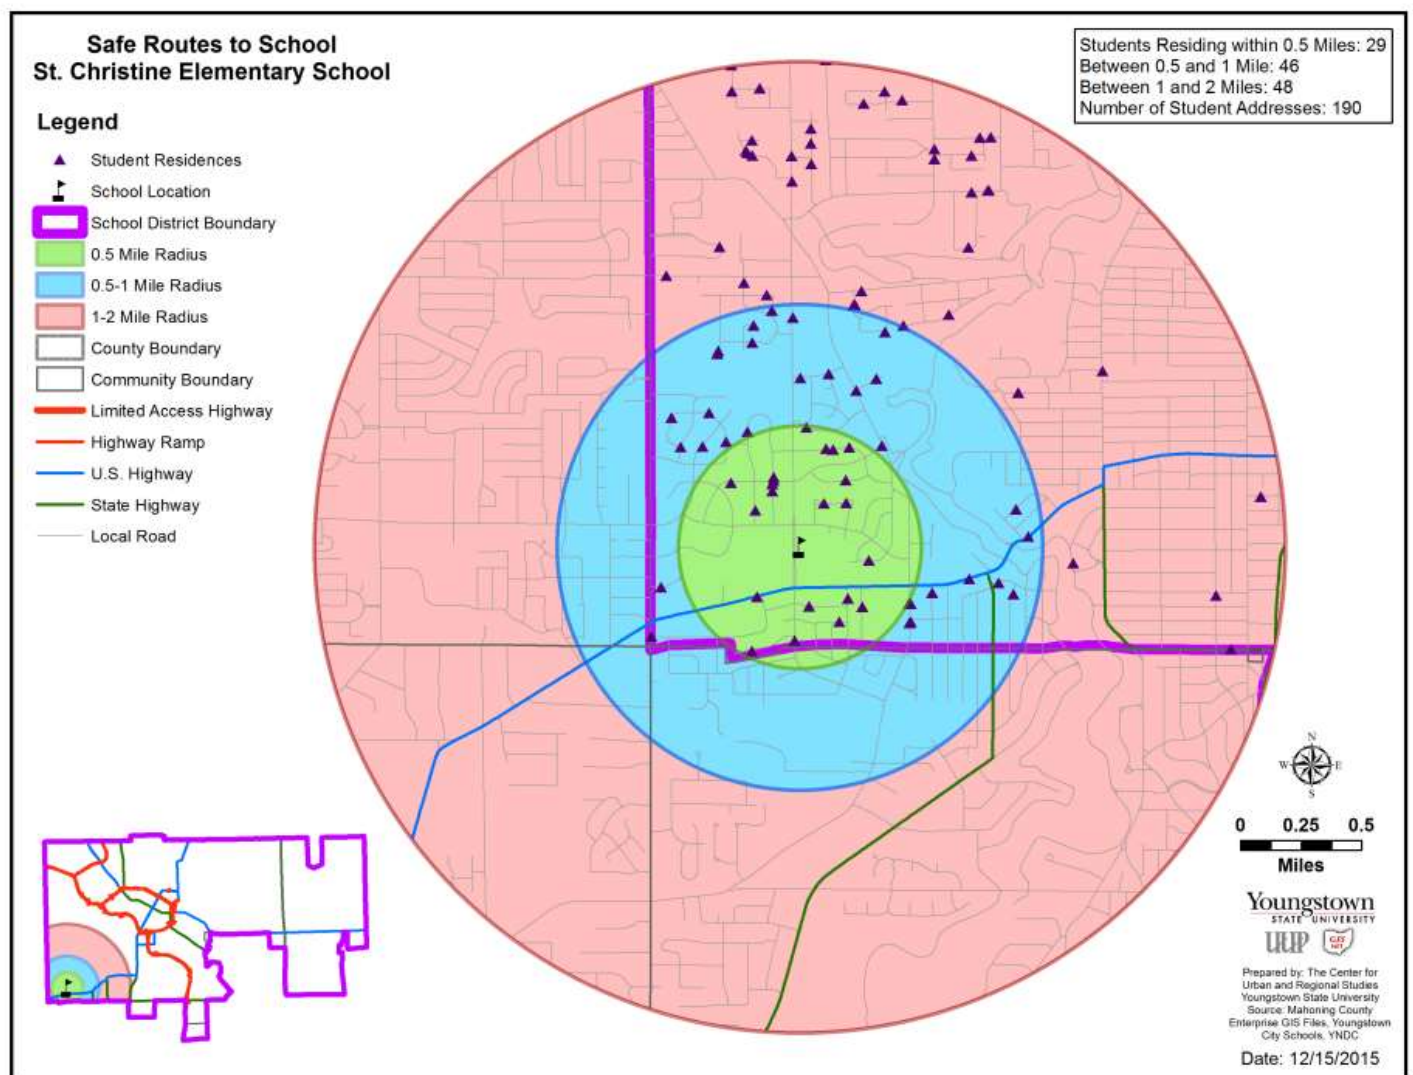 Safe Routes to School
St. Christine Elementary School
Students Residing within 0.5 Miles: 29
Between 0.5 and 1 Mile: 46
Between 1 and 2 Miles: 48
Number of Student Addresses: 190
Legend
Student Residences
School Location
School District Boundary
0.5 Mile Radius
0.5-1 Mile Radius
1-2 Mile Radius
County Boundary
Community Boundary
Limited Access Highway
Highway Ramp
U.S. Highway
State Highway
Local Road
N
W E
S
0 0.25 0.5
Miles
Youngstown
STATE UNIVERSITY
Prepared by: The Center for
Urban and Regional Studies
Youngstown State University
Source: Mahoning County
Enterprise GIS Files, Youngstown
City Schools, YNDC
Date: 12/15/2015